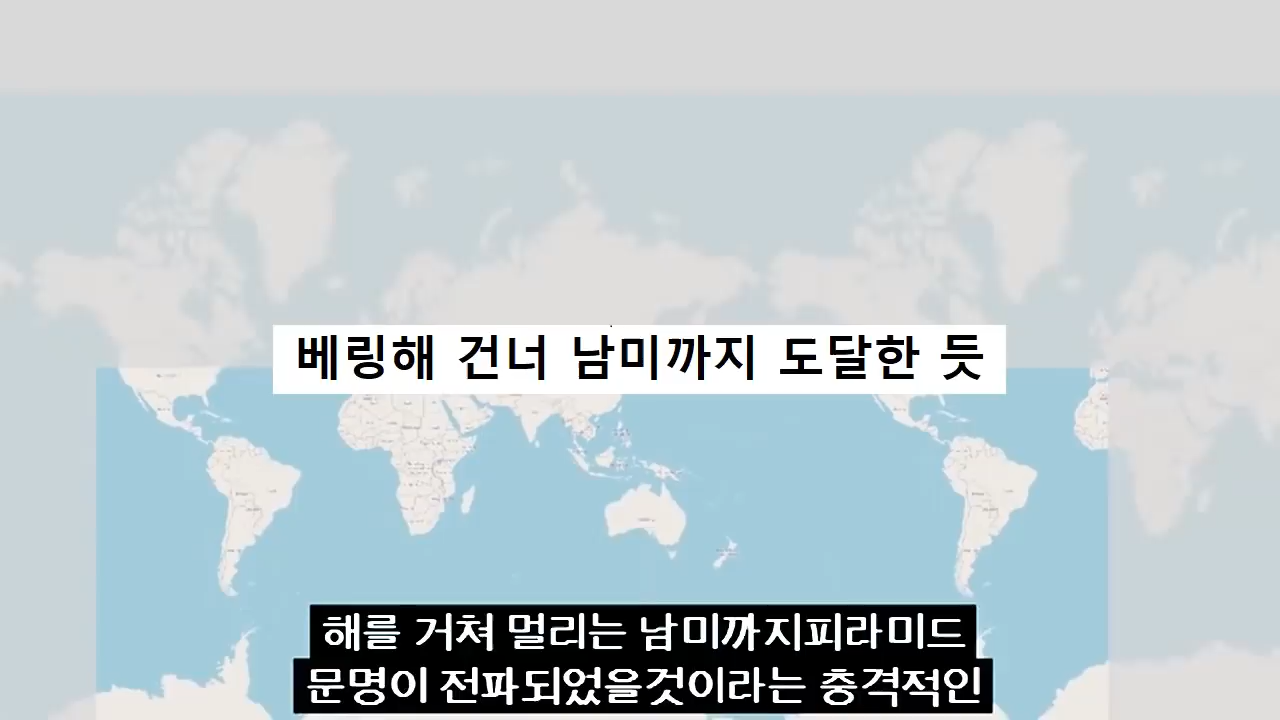 베링해 건너 남미까지 도달한 듯
해를 거쳐 멀리는 남미까지피라미드
문명이 전파되었을것이라는 충격적인